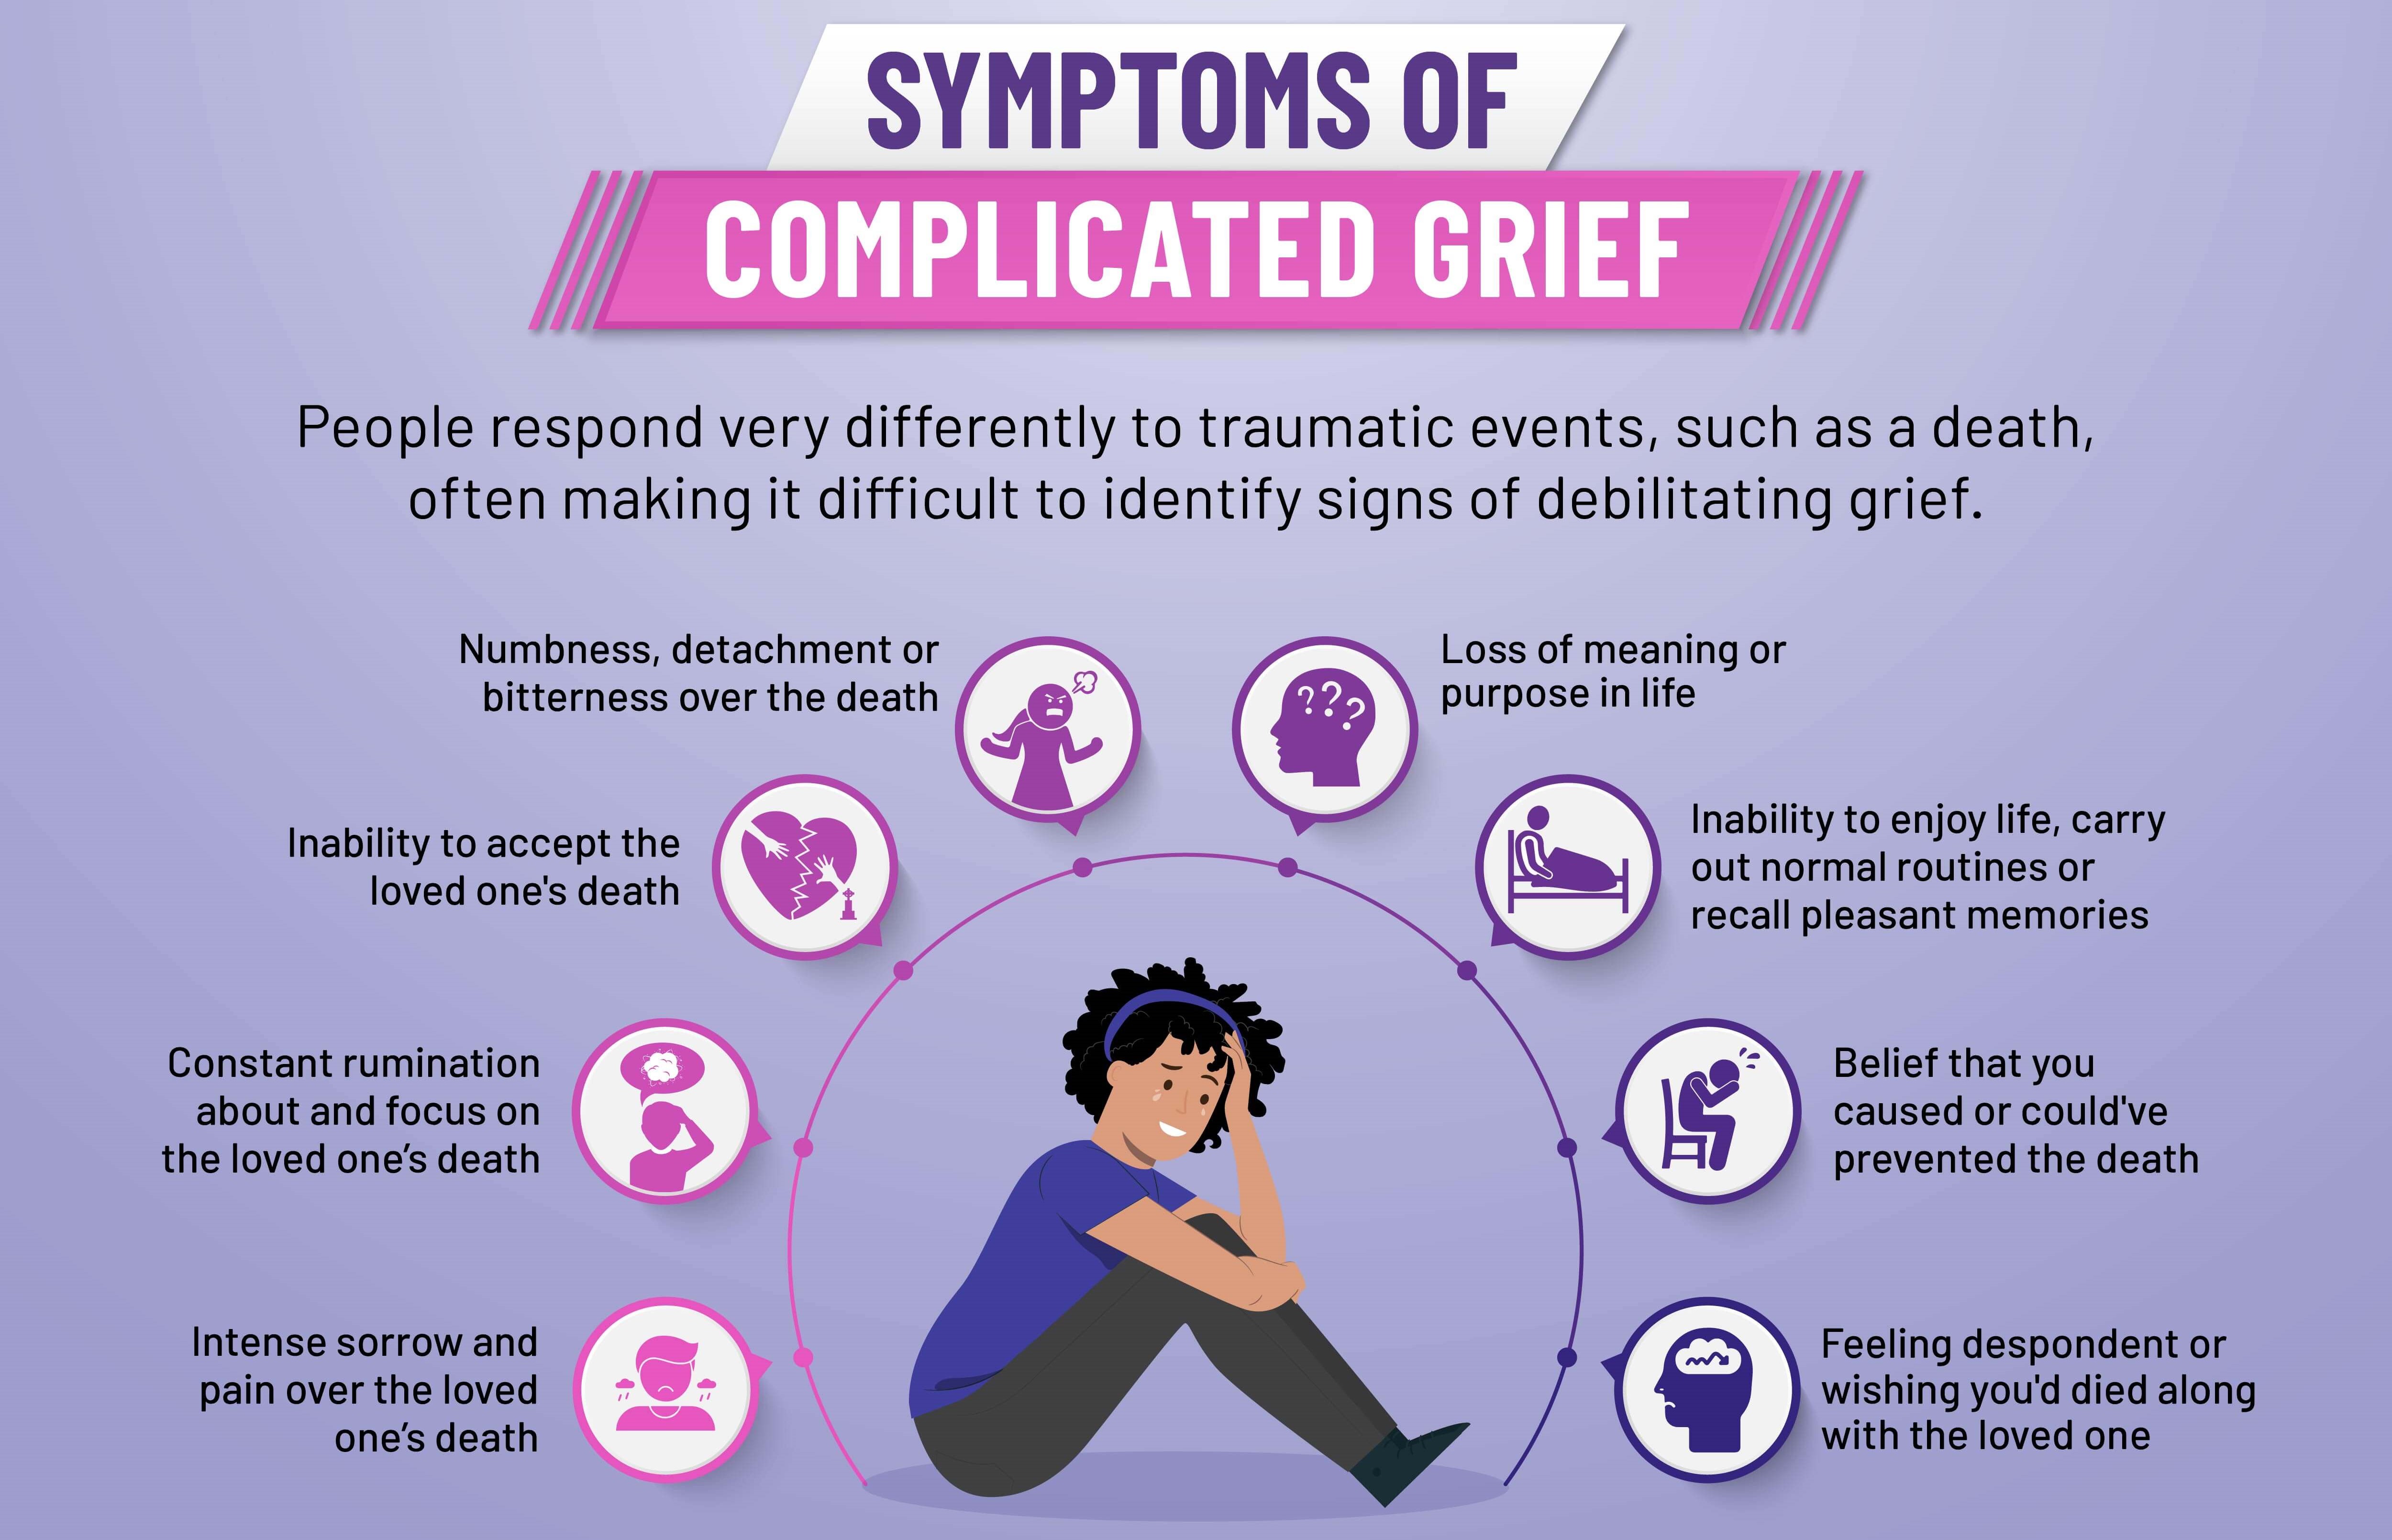 SYMPTOMS OF
COMPLICATED GRIEF
People respond very differently to traumatic events, such as a death,
often making it difficult to identify signs of debilitating grief.
Numbness, detachment or
bitterness over the death
Loss of meaning or
purpose in life
Inability to accept the
loved one's death
Inability to enjoy life, carry
out normal routines or
recall pleasant memories
Constant rumination
about and focus on
the loved one’s death
Belief that you
caused or could've
prevented the death
Intense sorrow and
pain over the loved
one’s death
Feeling despondent or
wishing you'd died along
with the loved one
???